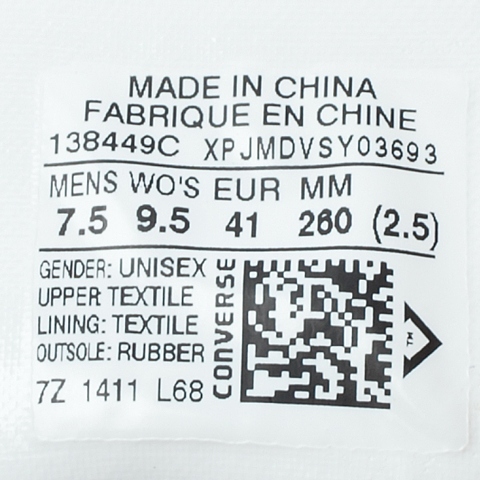 MADE IN CHINA
FABRIQUE EN CHINE
138449C XPJMDVSY03693
MENS WO'S EUR MM
7.5 9.5 41 260 (2.5)
GENDER: UNISEX
UPPER TEXTILE
LINING: TEXTILE
OUTSOLE: RUBBER
7Z 1411 L68
CONVERSE
TM